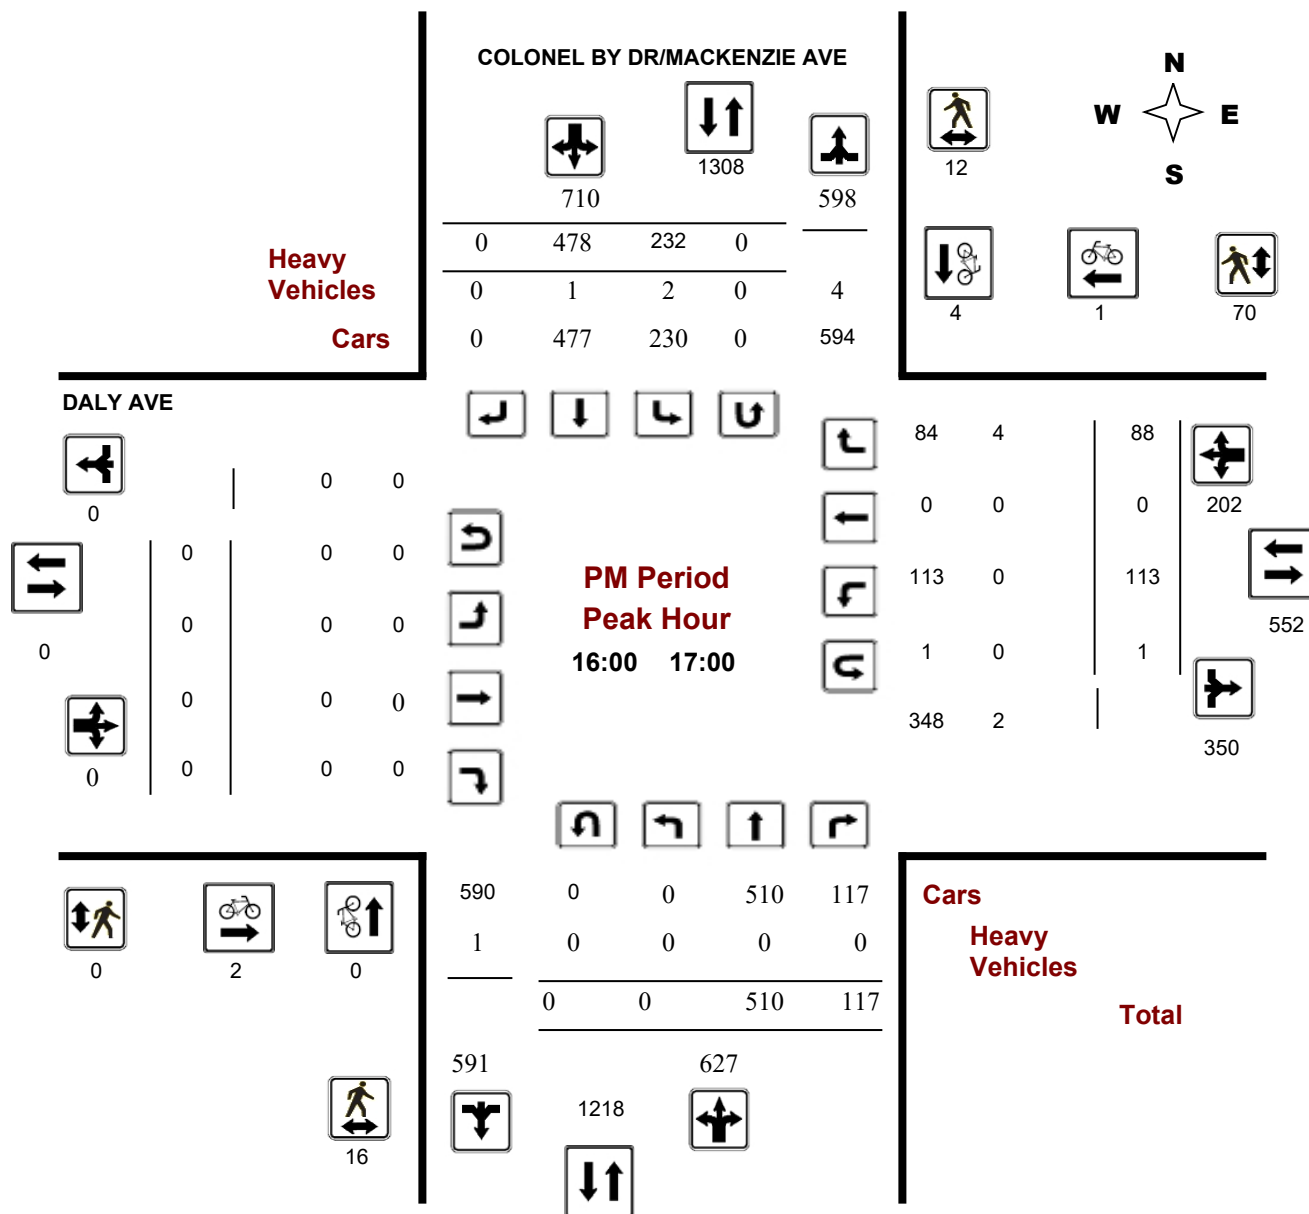 COLONEL BY DR/MACKENZIE AVE
N
W E
S
1308
12
710 598
0 478 232 0
Heavy
Vehicles
0 1 2 0 4
Cars
0 477 230 0 594
4 1 70
DALY AVE
84 4 88
0
0 0
0 0 0 202
0 0 0
PM Period
Peak Hour
16:00 17:00
113 0 113
552
0 0 0
0
1 0 1
0 0 0
348 2
350
0
0 0 0
590 0 0 510 117
Cars
1 0 0 0 0
Heavy
Vehicles
0 2 0
0 0 510 117
Total
591 627
1218
16